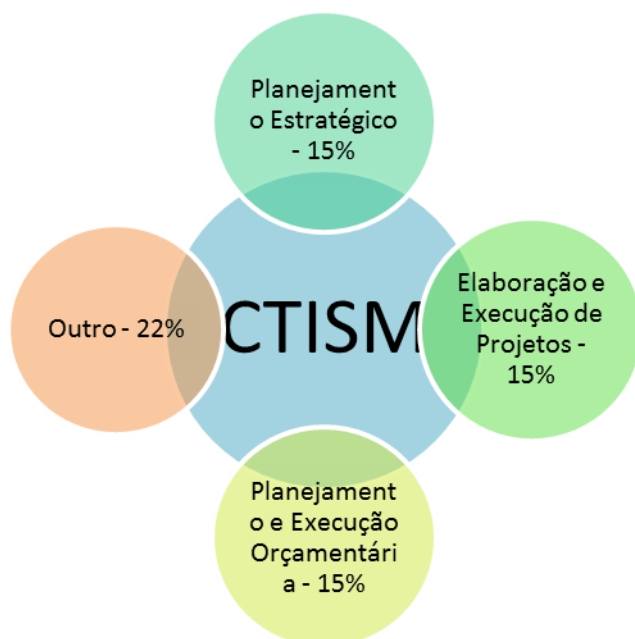 Planejament
o Estratégico
- 15%
Outro - 22%
CTISM
Elaboração e
Execução de
Projetos -
15%
Planejament
o e Execução
Orçamentári
a - 15%